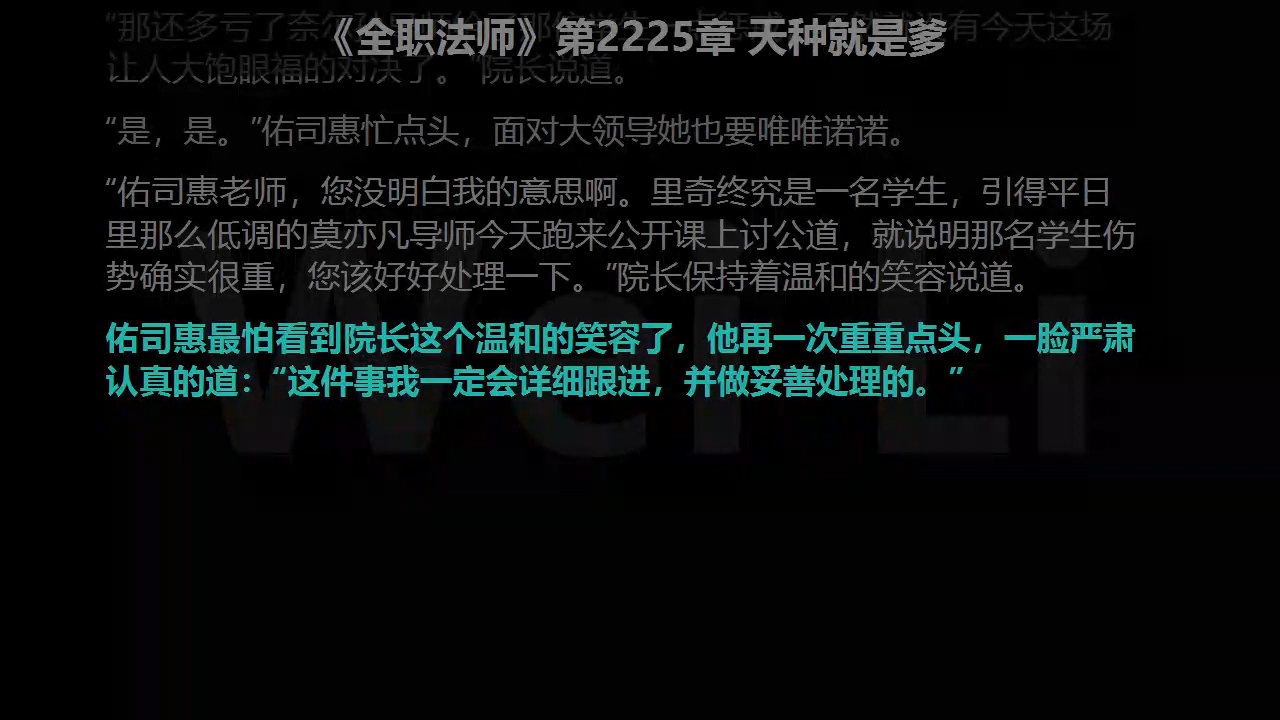 《全职法师》第2225章 天种就是爹
“那还多亏了奈尔 有今天这场
让人大饱眼福的对决了。”院长说道。
“是，是。”佑司惠忙点头，面对大领导她也要唯唯诺诺。
“佑司惠老师，您没明白我的意思啊。里奇终究是一名学生，引得平日
里那么低调的莫亦凡导师今天跑来公开课上讨公道，就说明那名学生伤
势确实很重，您该好好处理一下。”院长保持着温和的笑容说道。
佑司惠最怕看到院长这个温和的笑容了，他再一次重重点头，一脸严肃
认真的道：“这件事我一定会详细跟进，并做妥善处理的。”
Wei Li